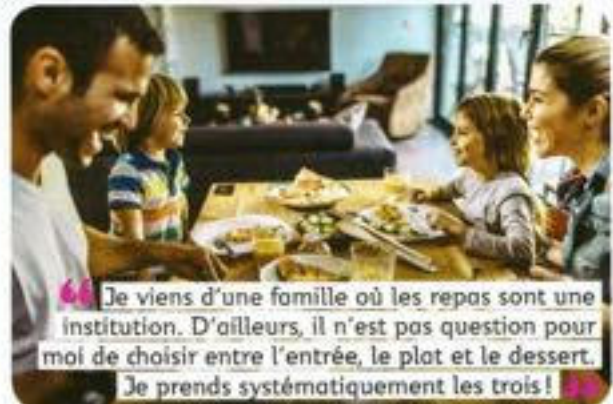 “ Je viens d'une famille où les repas sont une
institution. D'ailleurs, il n'est pas question pour
moi de choisir entre l'entrée, le plat et le dessert.
Je prends systématiquement les trois! ”